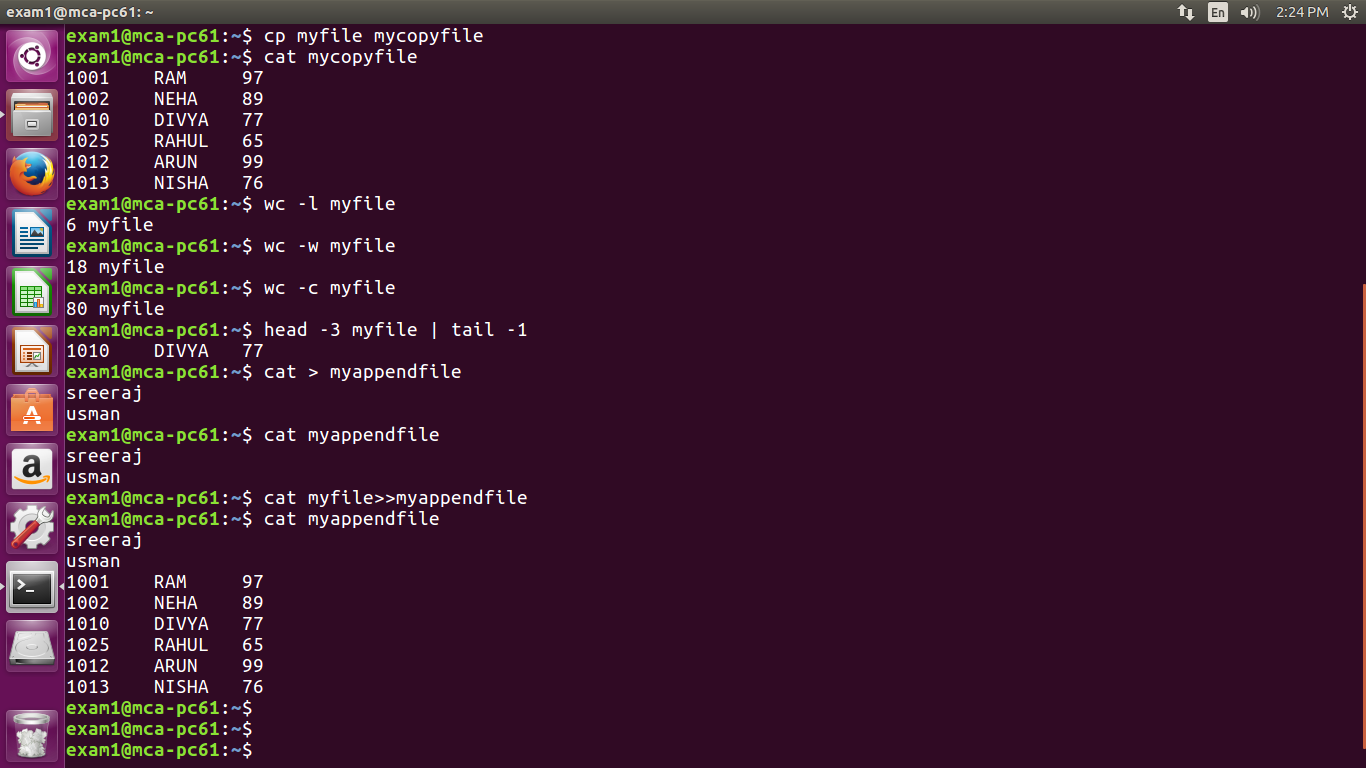 exam1@mca-pc61: ~
En
2:24 PM
exam1@mca-pc61:~$ cp myfile mycopyfile
exam1@mca-pc61:~$ cat mycopyfile
1001    RAM     97
1002    NEHA    89
1010    DIVYA   77
1025    RAHUL   65
1012    ARUN    99
1013    NISHA   76
exam1@mca-pc61:~$ wc -l myfile
6 myfile
exam1@mca-pc61:~$ wc -w myfile
18 myfile
exam1@mca-pc61:~$ wc -c myfile
80 myfile
exam1@mca-pc61:~$ head -3 myfile | tail -1
1010    DIVYA   77
exam1@mca-pc61:~$ cat > myappendfile
sreeraj
usman
exam1@mca-pc61:~$ cat myappendfile
sreeraj
usman
exam1@mca-pc61:~$ cat myfile>>myappendfile
exam1@mca-pc61:~$ cat myappendfile
sreeraj
usman
1001    RAM     97
1002    NEHA    89
1010    DIVYA   77
1025    RAHUL   65
1012    ARUN    99
1013    NISHA   76
exam1@mca-pc61:~$
exam1@mca-pc61:~$
exam1@mca-pc61:~$